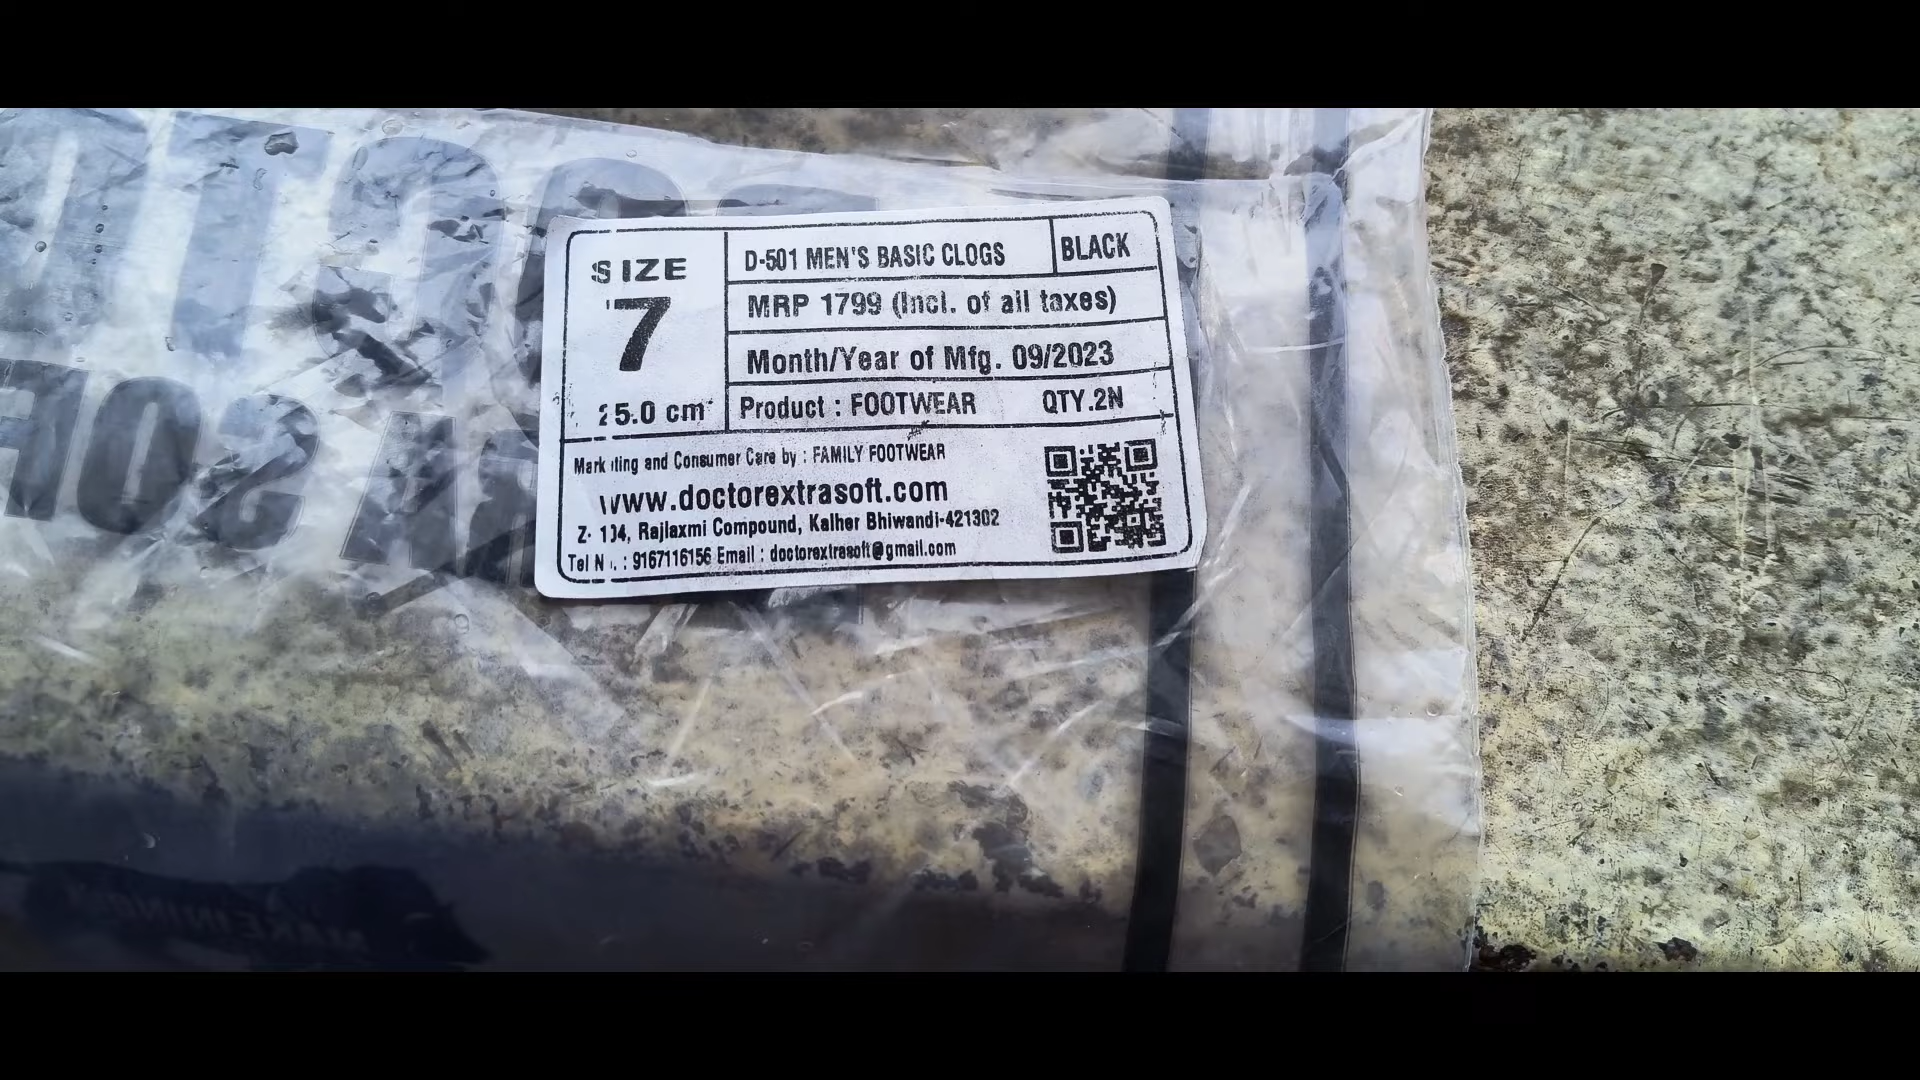 SIZE
7
25.0 cm
D-501 MEN'S BASIC CLOGS BLACK
MRP 1799 (Incl. of all taxes)
Month/Year of Mfg. 09/2023
Product : FOOTWEAR QTY.2N
Marketing and Consumer Care by : FAMILY FOOTWEAR
www.doctorextrasoft.com
Z- 104, Rajlaxmi Compound, Kalher Bhiwandi-421302
Tel No. : 9167116156 Email : doctorextrasoft@gmail.com